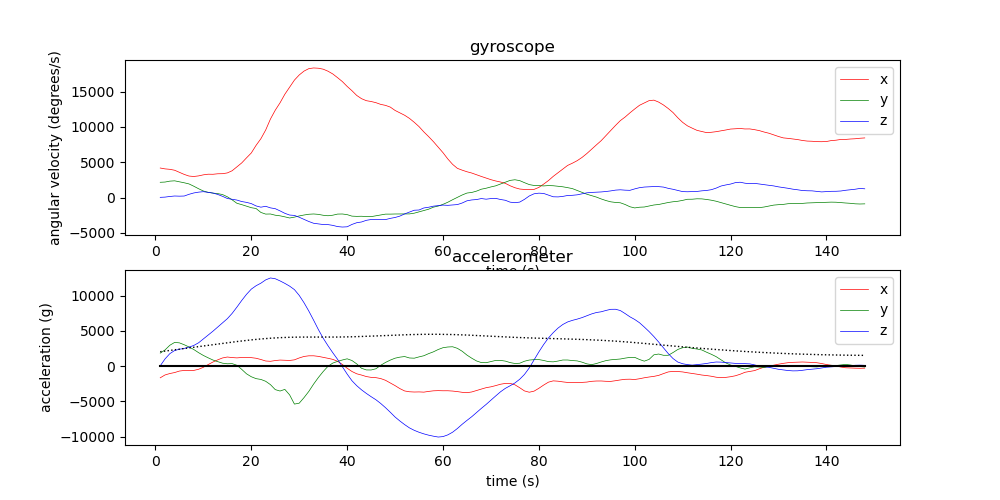 gyroscope
angular velocity (degrees/s)
15000
10000
5000
0
−5000
x
y
z
0 20 40 60 80 100 120 140
time (s)
accelerometer
acceleration (g)
10000
5000
0
−5000
−10000
x
y
z
0 20 40 60 80 100 120 140
time (s)